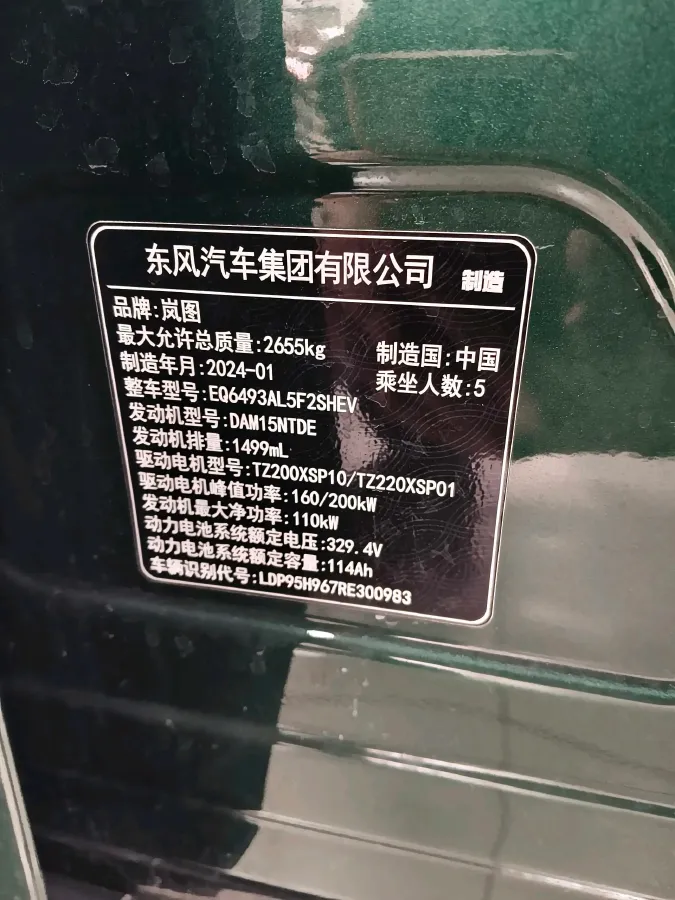 东风汽车集团有限公司 制造
品牌:岚图
最大允许总质量:2655kg 制造国:中国
制造年月:2024-01 乘坐人数:5
整车型号:EQ6493AL5F2SHEV
发动机型号:DAM15NTDE
发动机排量:1499mL
驱动电机型号:TZ200XSP10/TZ220XSP01
驱动电机峰值功率:160/200kW
发动机最大净功率:110kW
动力电池系统额定电压:329.4V
动力电池系统额定容量:114Ah
车辆识别代号:LDP95H967RE300983